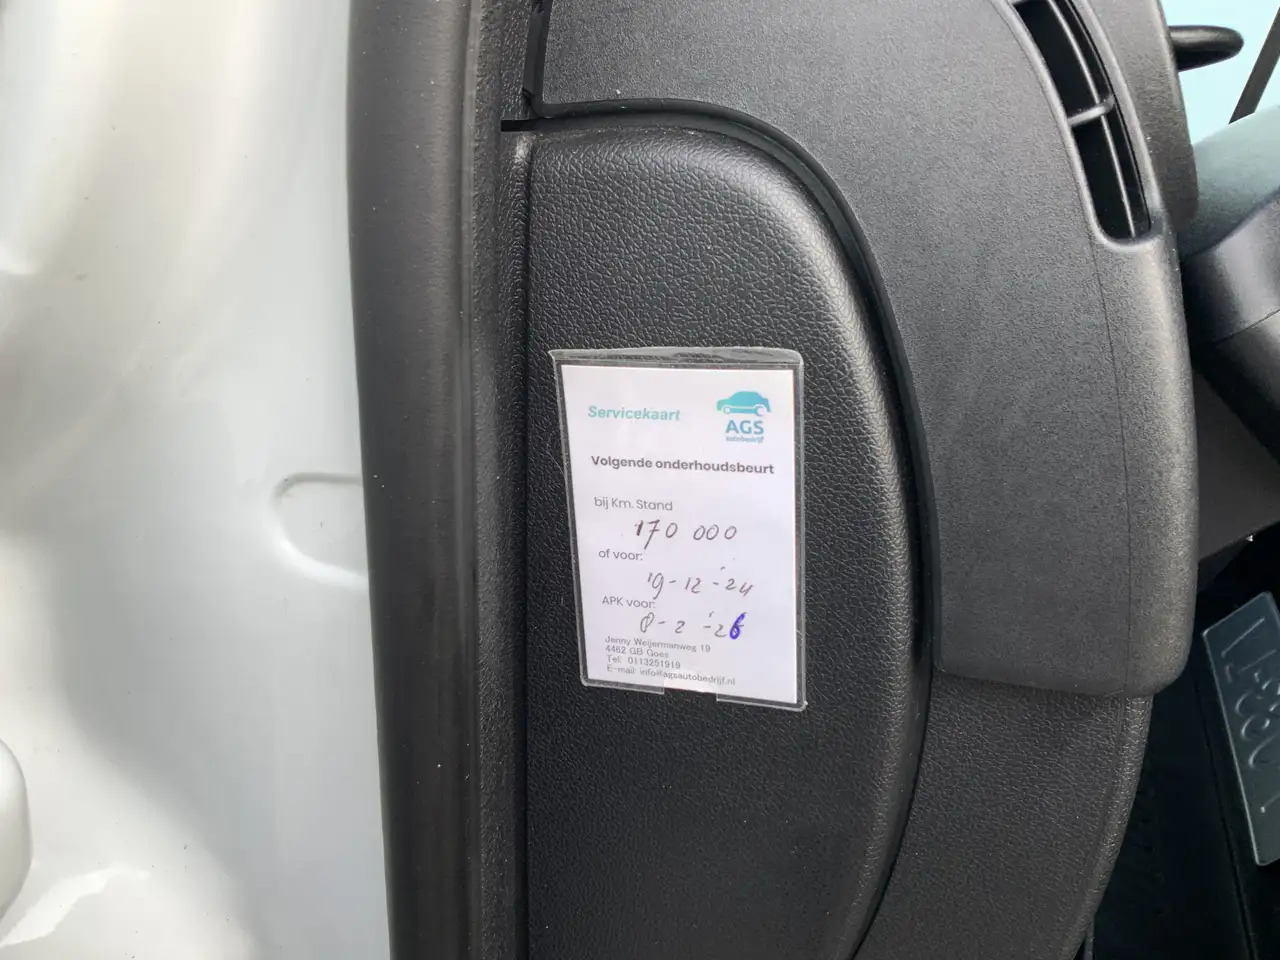 Servicekaart
AGS
autobedrijf
Volgende onderhoudsbeurt
bij Km. Stand
170 000
of voor:
19-12-'24
APK voor:
8-2-'26
Jenny Weijermanweg 19
4462 GB Goes
Tel: 0113251919
E-mail: info@agsautobedrijf.nl